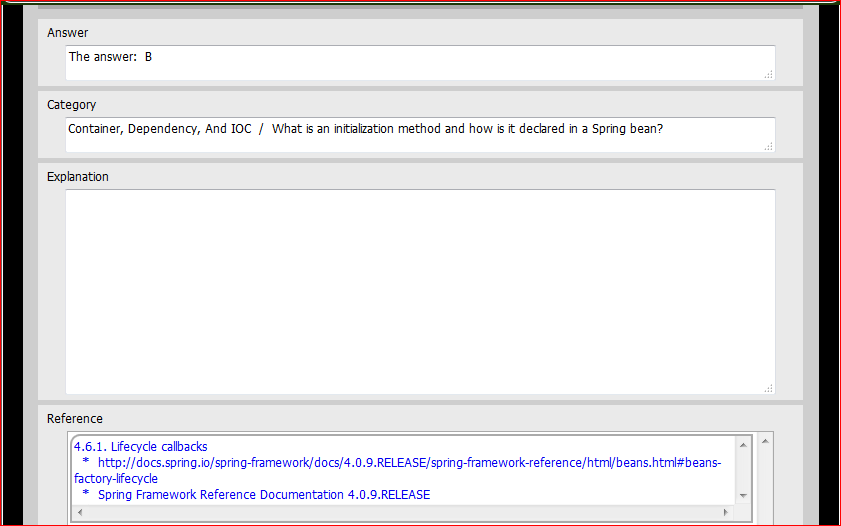 Answer
The answer:  B
Category
Container, Dependency, And IOC  /  What is an initialization method and how is it declared in a Spring bean?
Explanation
Reference
4.6.1. Lifecycle callbacks
*  http://docs.spring.io/spring-framework/docs/4.0.9.RELEASE/spring-framework-reference/html/beans.html#beans-
factory-lifecycle
*  Spring Framework Reference Documentation 4.0.9.RELEASE